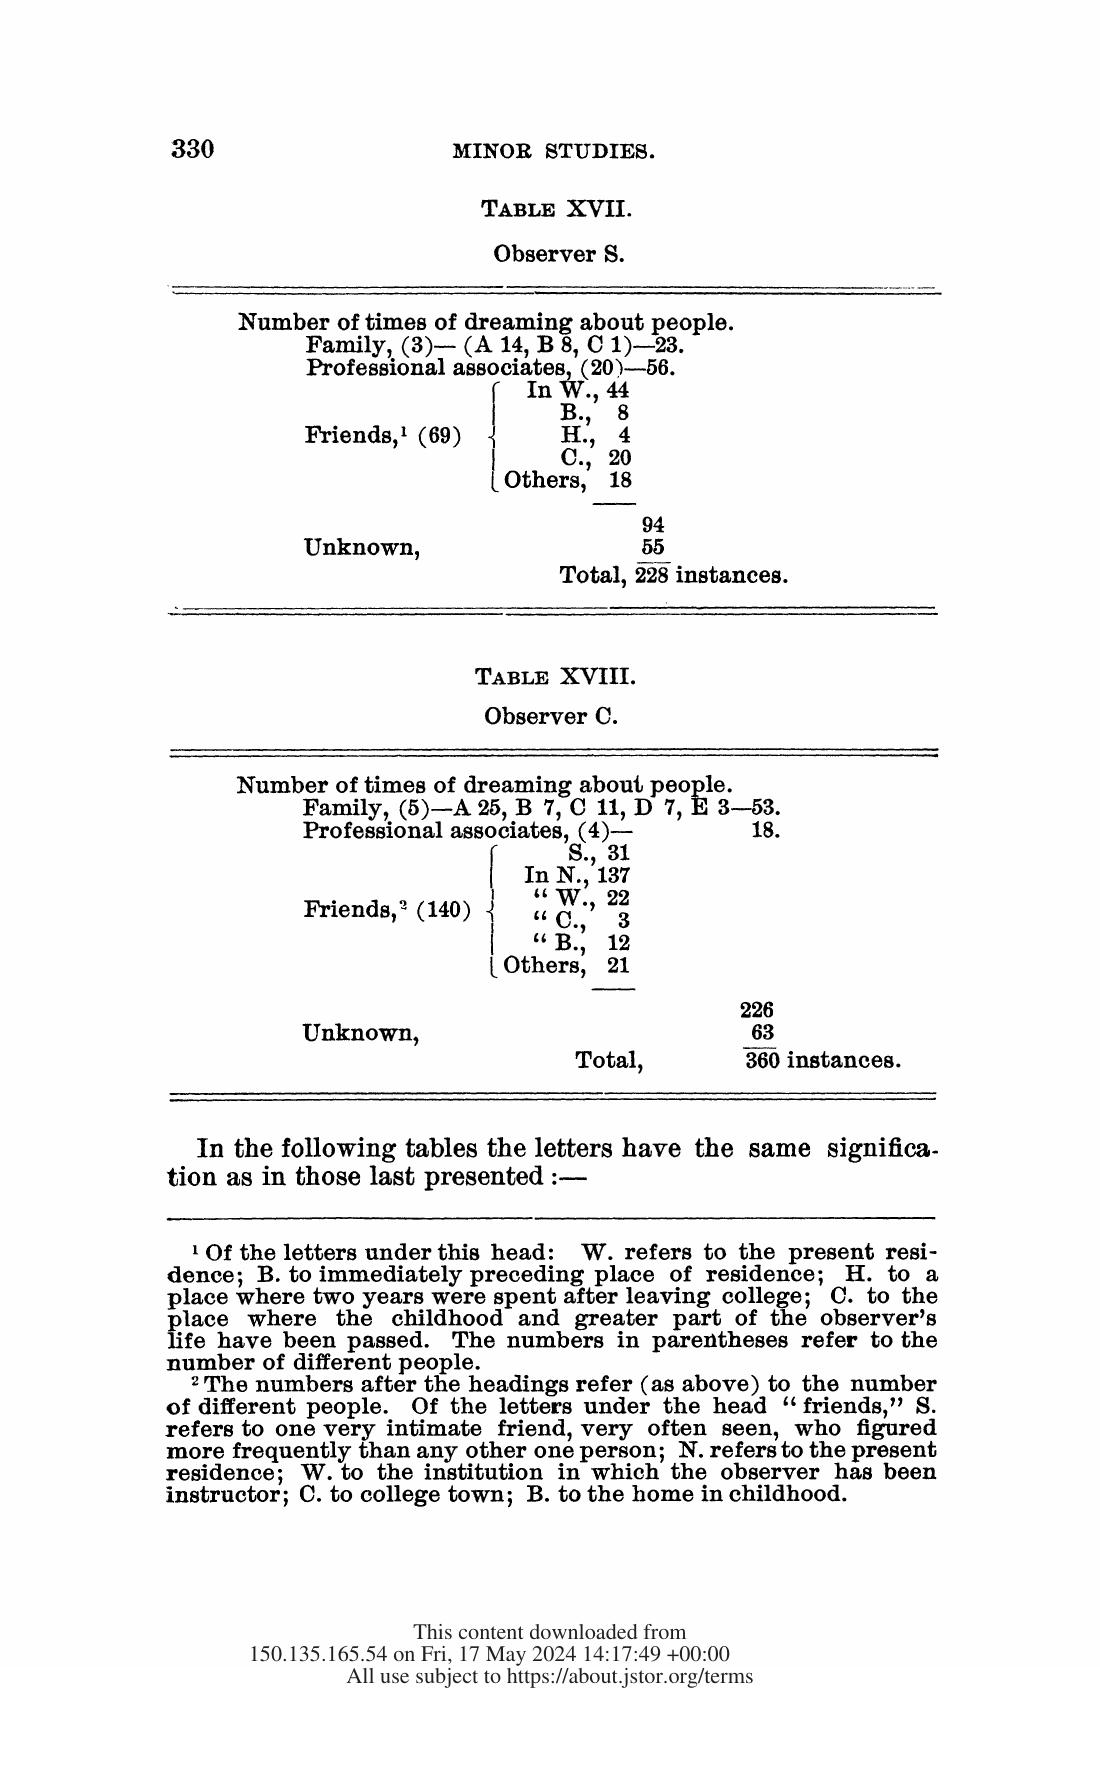 330 MINOR STUDIES.
TABLE XVII.
Observer S.
Number of times of dreaming about people.
Family, (3)— (A 14, B 8, C 1)—23.
Professional associates, (20)—56.
In W., 44
B., 8
Friends,¹ (69) H., 4
C., 20
Others, 18
94
Unknown, 55
Total, 228 instances.
TABLE XVIII.
Observer C.
Number of times of dreaming about people.
Family, (5)—A 25, B 7, C 11, D 7, E 3—53.
Professional associates, (4)— 18.
S., 31
In N., 137
“ W., 22
Friends,² (140)
“ C., 3
“ B., 12
Others, 21
226
Unknown, 63
Total, 360 instances.
In the following tables the letters have the same significa-
tion as in those last presented :—
¹ Of the letters under this head: W. refers to the present resi-
dence; B. to immediately preceding place of residence; H. to a
place where two years were spent after leaving college; C. to the
place where the childhood and greater part of the observer's
life have been passed. The numbers in parentheses refer to the
number of different people.
² The numbers after the headings refer (as above) to the number
of different people. Of the letters under the head “ friends,” S.
refers to one very intimate friend, very often seen, who figured
more frequently than any other one person; N. refers to the present
residence; W. to the institution in which the observer has been
instructor; C. to college town; B. to the home in childhood.
This content downloaded from
150.135.165.54 on Fri, 17 May 2024 14:17:49 +00:00
All use subject to https://about.jstor.org/terms